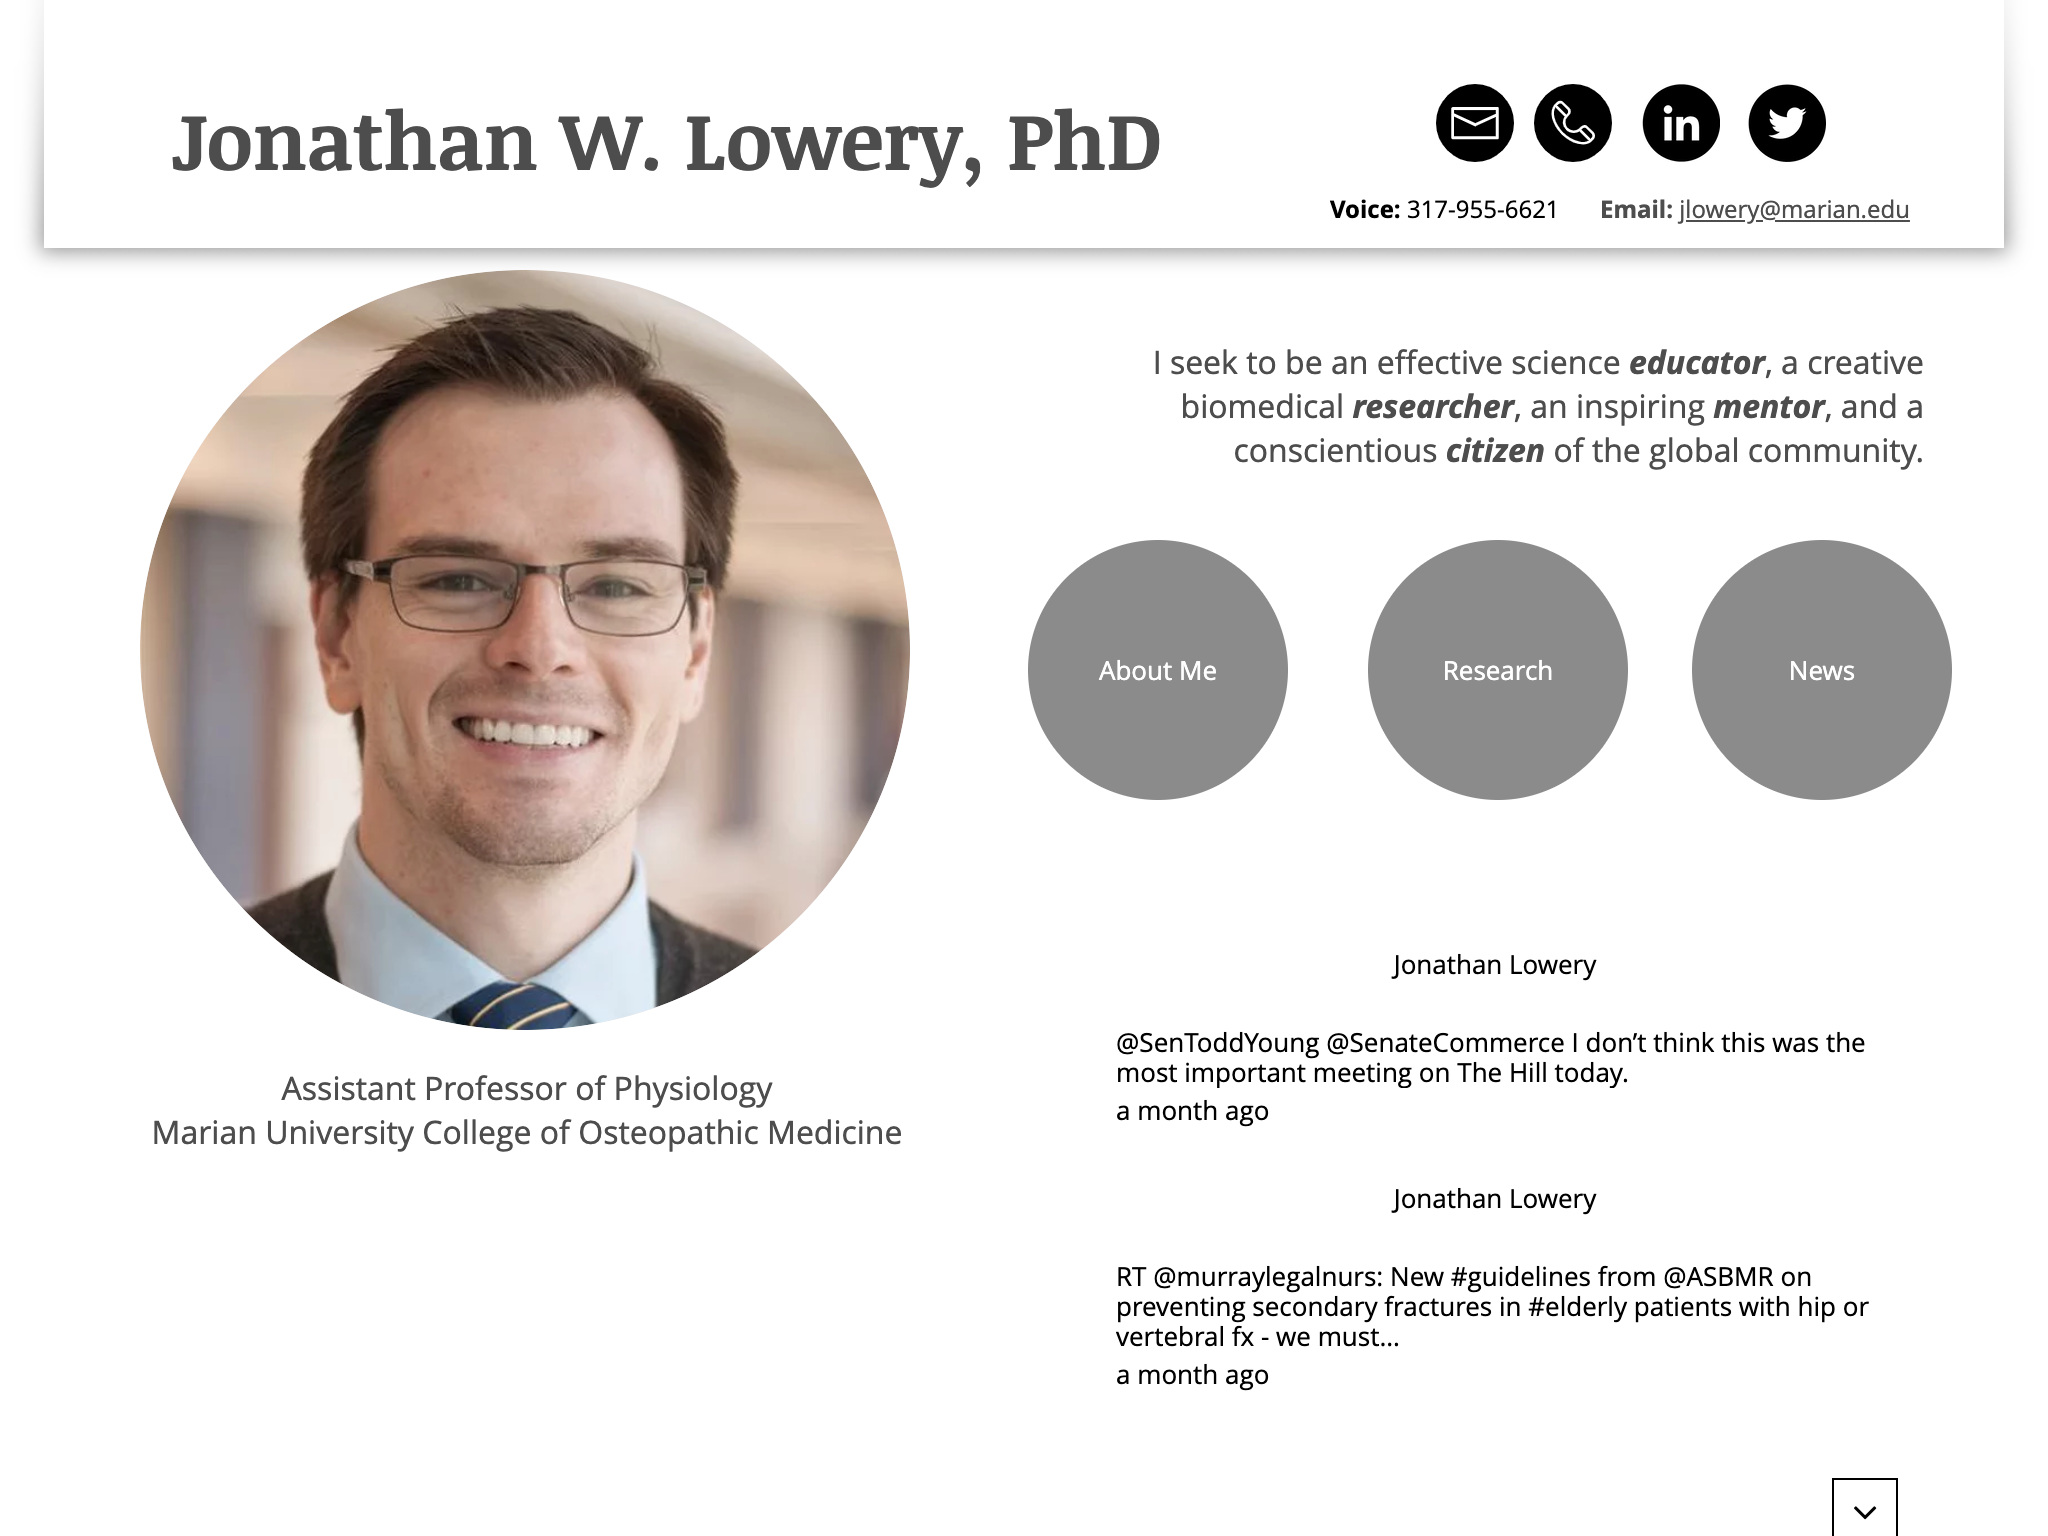 Jonathan W. Lowery, PhD
in
Voice: 317-955-6621 Email: jlowery@marian.edu
I seek to be an effective science educator, a creative
biomedical researcher, an inspiring mentor, and a
conscientious citizen of the global community.
About Me
Research
News
Assistant Professor of Physiology
Marian University College of Osteopathic Medicine
Jonathan Lowery
@SenToddYoung @SenateCommerce I don’t think this was the
most important meeting on The Hill today.
a month ago
Jonathan Lowery
RT @murraylegalnurs: New #guidelines from @ASBMR on
preventing secondary fractures in #elderly patients with hip or
vertebral fx - we must…
a month ago